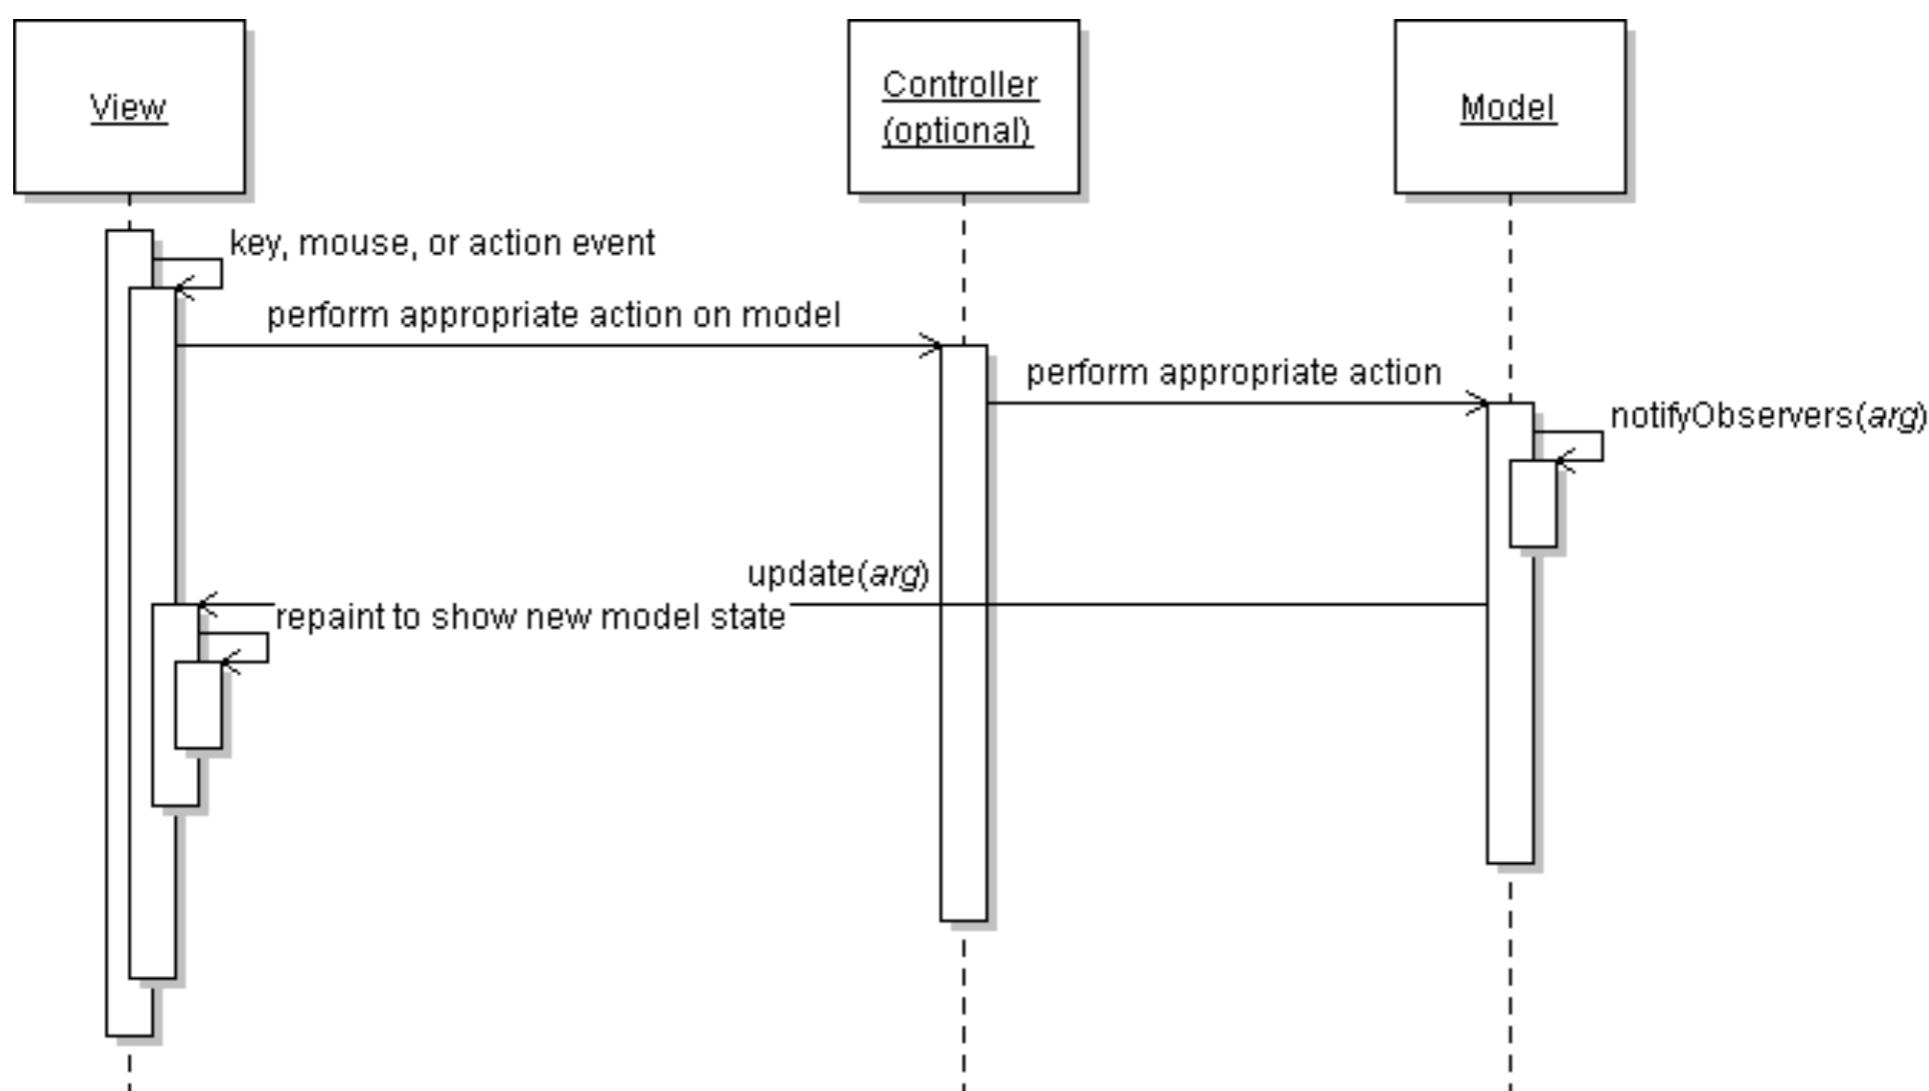 View
Controller
(optional)
Model
key, mouse, or action event
perform appropriate action on model
perform appropriate action
notifyObservers(arg)
update(arg)
repaint to show new model state